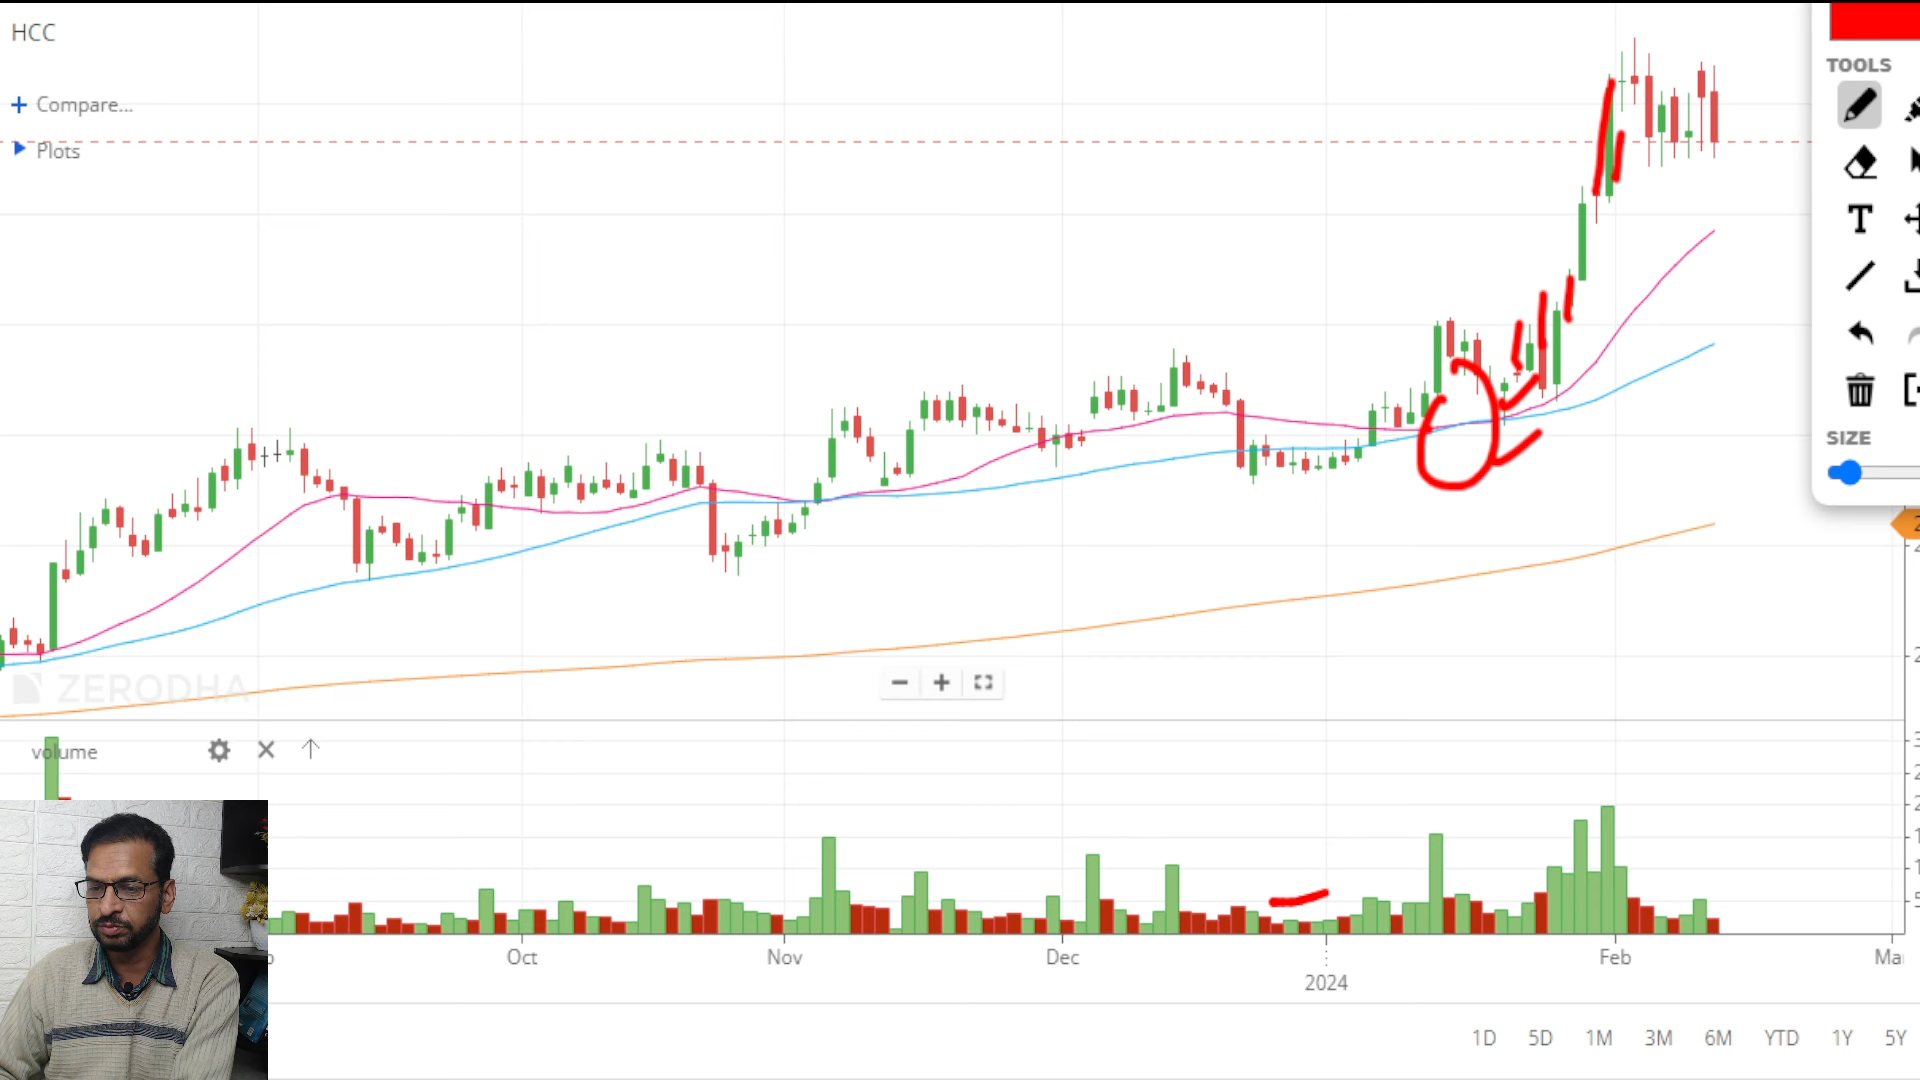 HCC
TOOLS
+ Compare...
Plots
T
SIZE
ZERODHA
volume
Oct
Nov
Dec
Feb
2024
1D 5D 1M 3M 6M YTD 1Y 5Y